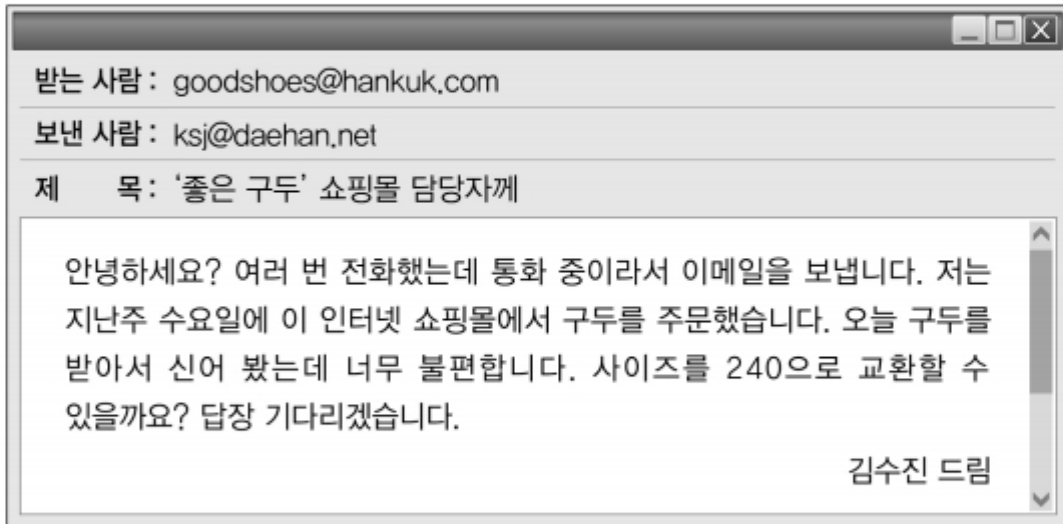 받는 사람 : goodshoes@hankuk.com
보낸 사람 : ksj@daehan.net
제 목 : ‘좋은 구두’ 쇼핑몰 담당자께
안녕하세요? 여러 번 전화했는데 통화 중이라서 이메일을 보냅니다. 저는
지난주 수요일에 이 인터넷 쇼핑몰에서 구두를 주문했습니다. 오늘 구두를
받아서 신어 봤는데 너무 불편합니다. 사이즈를 240으로 교환할 수
있을까요? 답장 기다리겠습니다.
김수진 드림